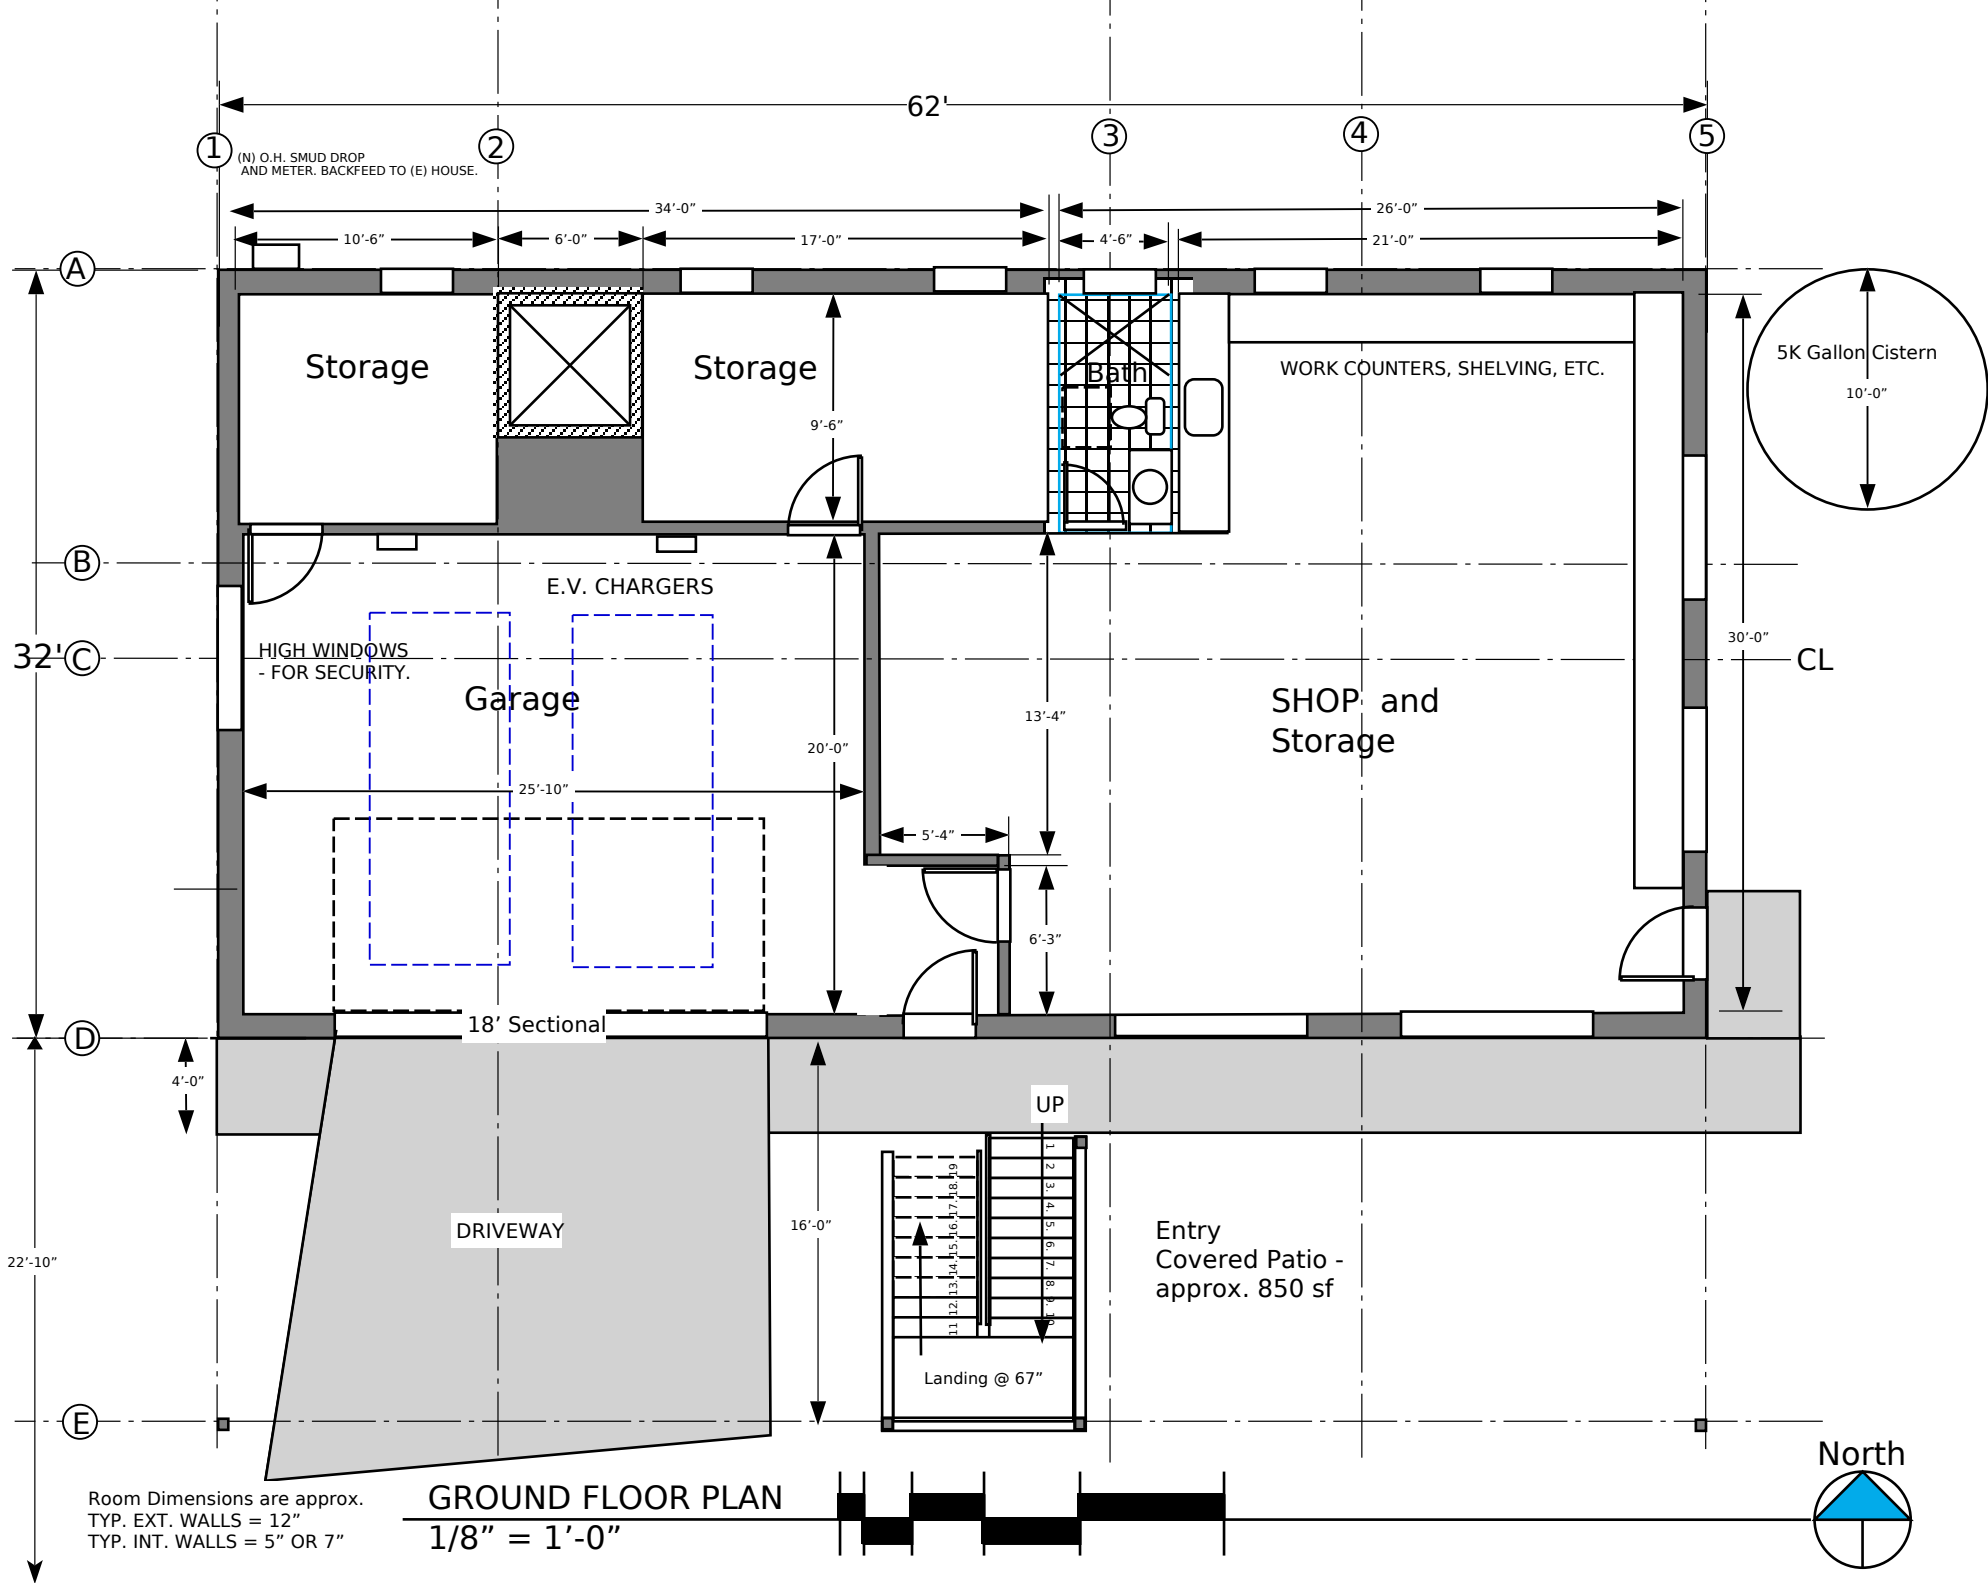 62'
1
2
3
4
5
(N) O.H. SMUD DROP
AND METER. BACKFEED TO (E) HOUSE.
34’-0”
26’-0”
10’-6”
6’-0”
17’-0”
4’-6”
21’-0”
A
Storage
Storage
Bath
WORK COUNTERS, SHELVING, ETC.
5K Gallon Cistern
10’-0”
9’-6”
B
E.V. CHARGERS
32'
C
HIGH WINDOWS
- FOR SECURITY.
30’-0”
CL
Garage
SHOP and
Storage
13’-4”
20’-0”
25’-10”
5’-4”
6’-3”
18’ Sectional
D
4’-0”
UP
1
2
3.
4.
5.
6.
7.
8.
9.
10
11
12.
13.
14.
15.
16.
17.
18.
19
DRIVEWAY
16’-0”
Entry
Covered Patio -
approx. 850 sf
22’-10”
Landing @ 67”
E
North
Room Dimensions are approx.
TYP. EXT. WALLS = 12”
TYP. INT. WALLS = 5” OR 7”
GROUND FLOOR PLAN
1/8” = 1’-0”